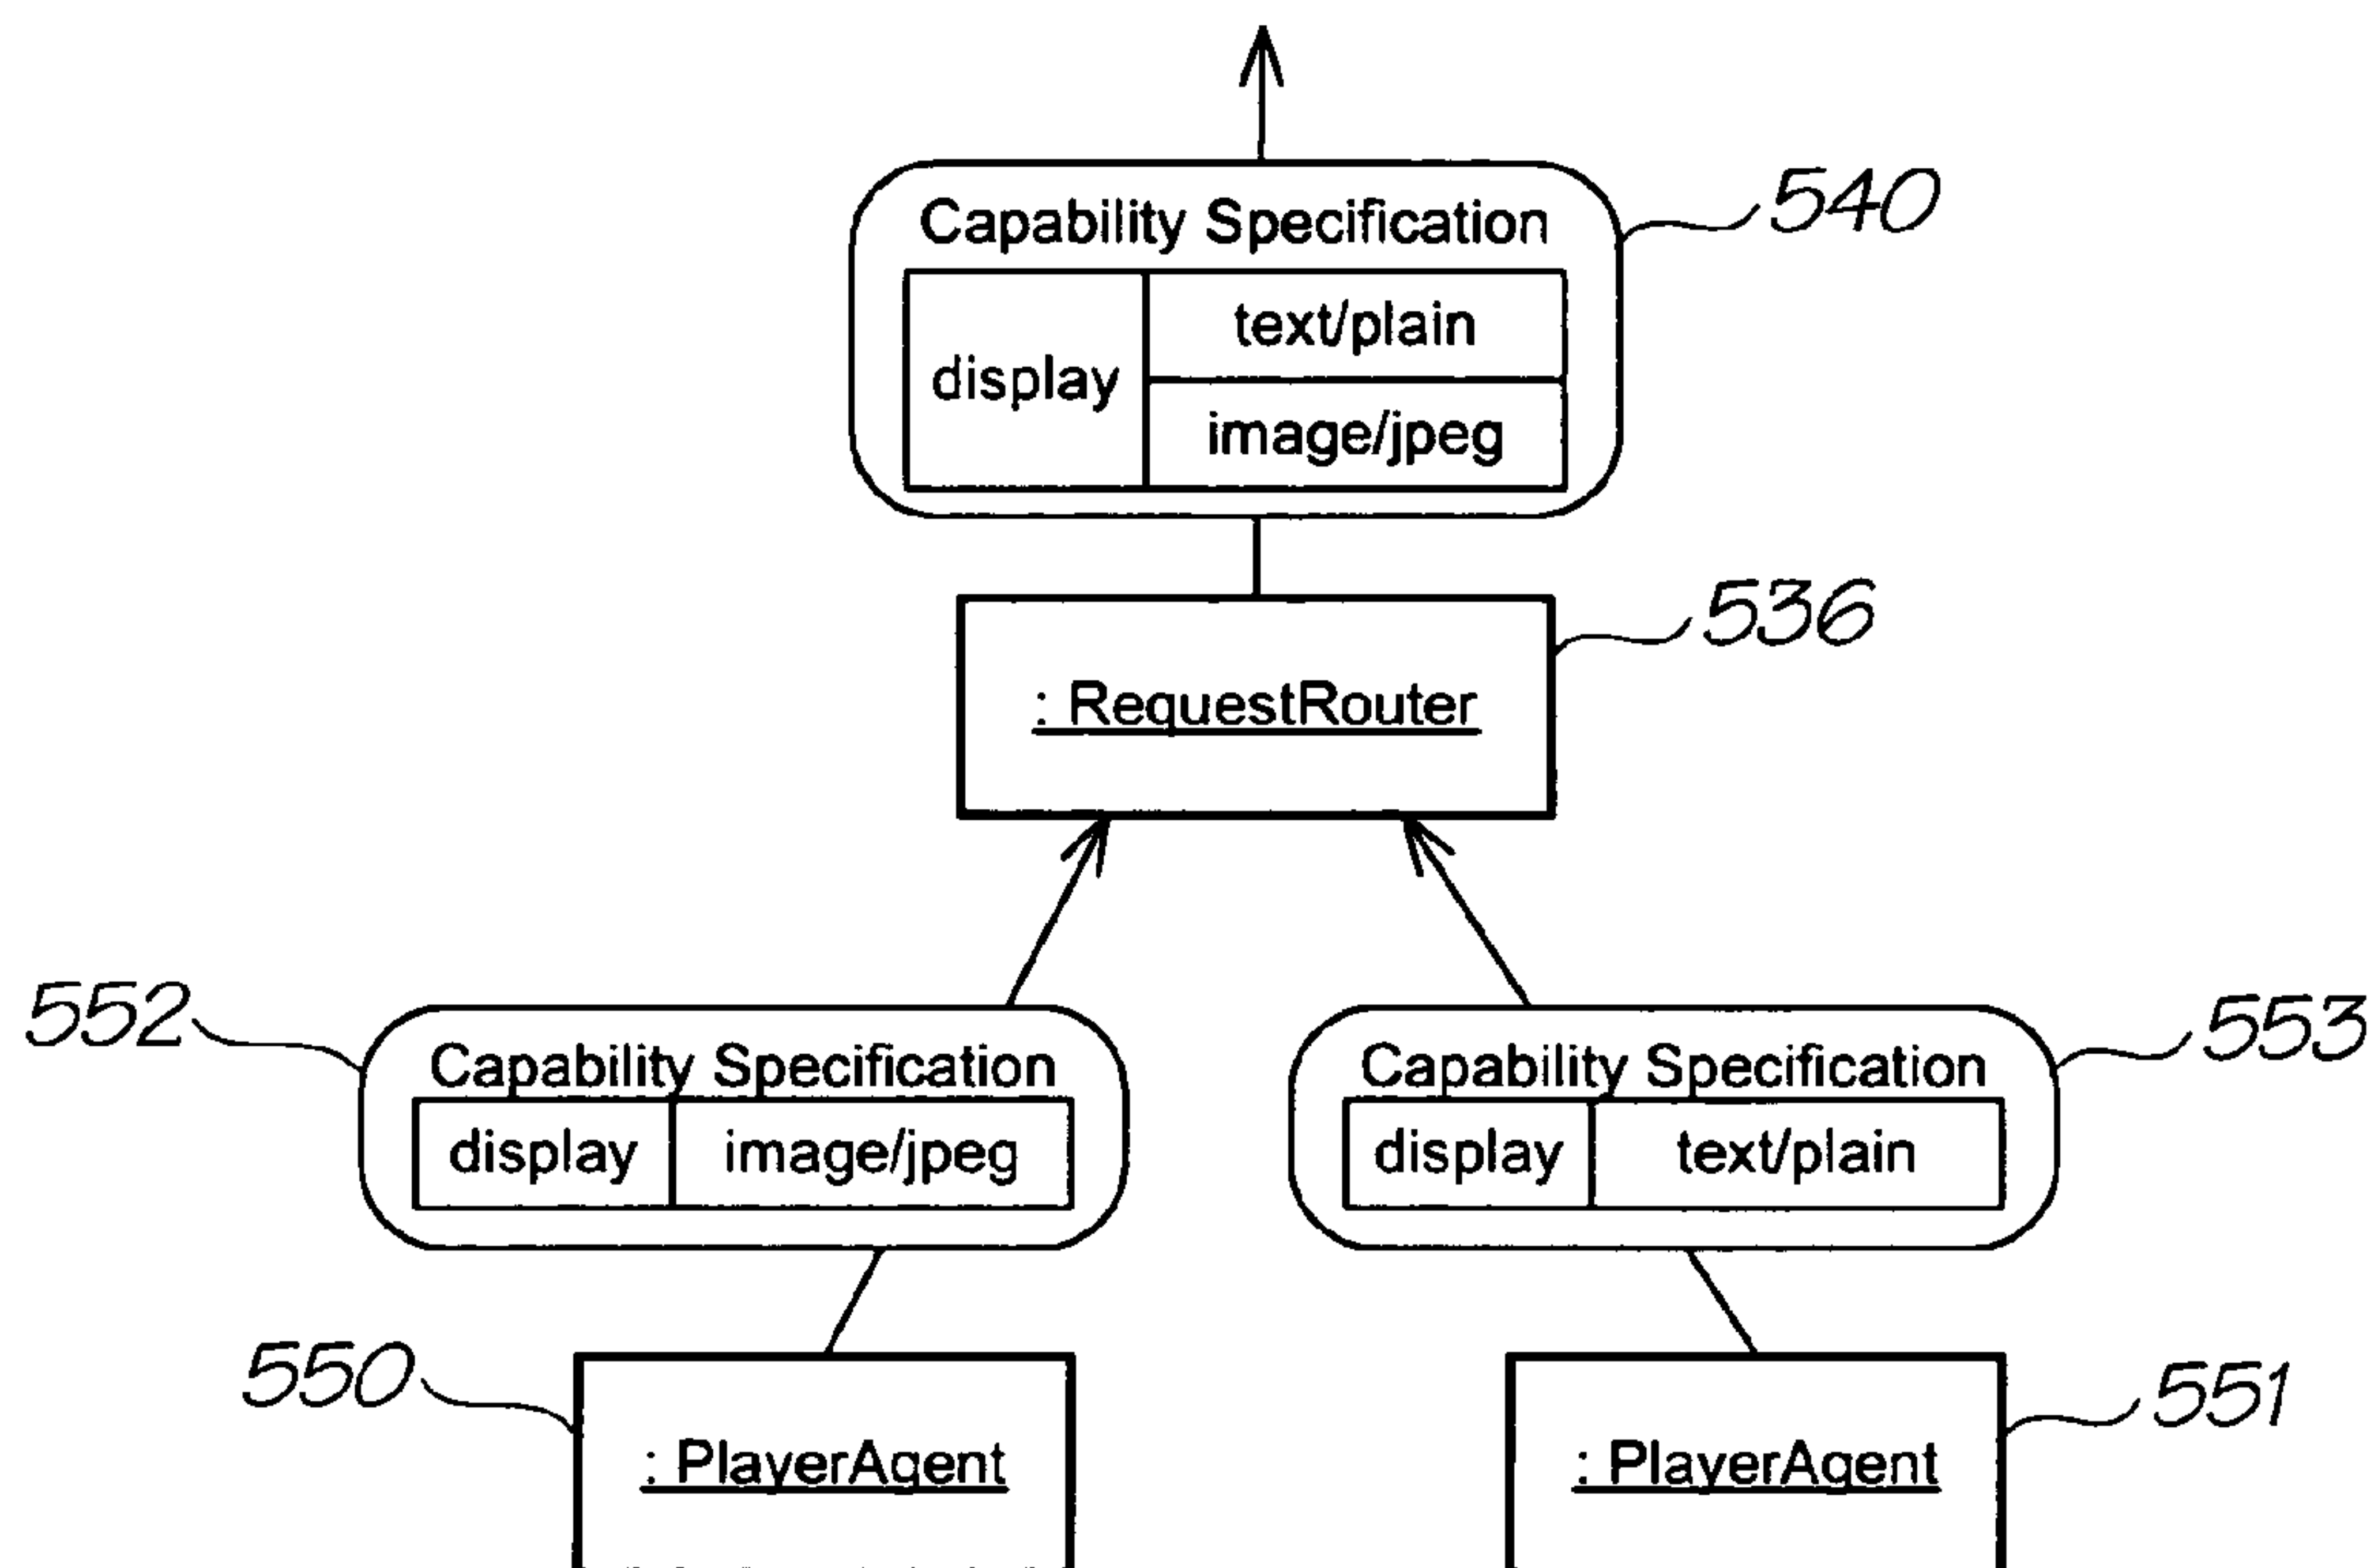 540
Capability Specification
display
text/plain
image/jpeg
536
: RequestRouter
552
Capability Specification
display image/jpeg
553
Capability Specification
display text/plain
550
: PlayerAgent
551
: PlayerAgent